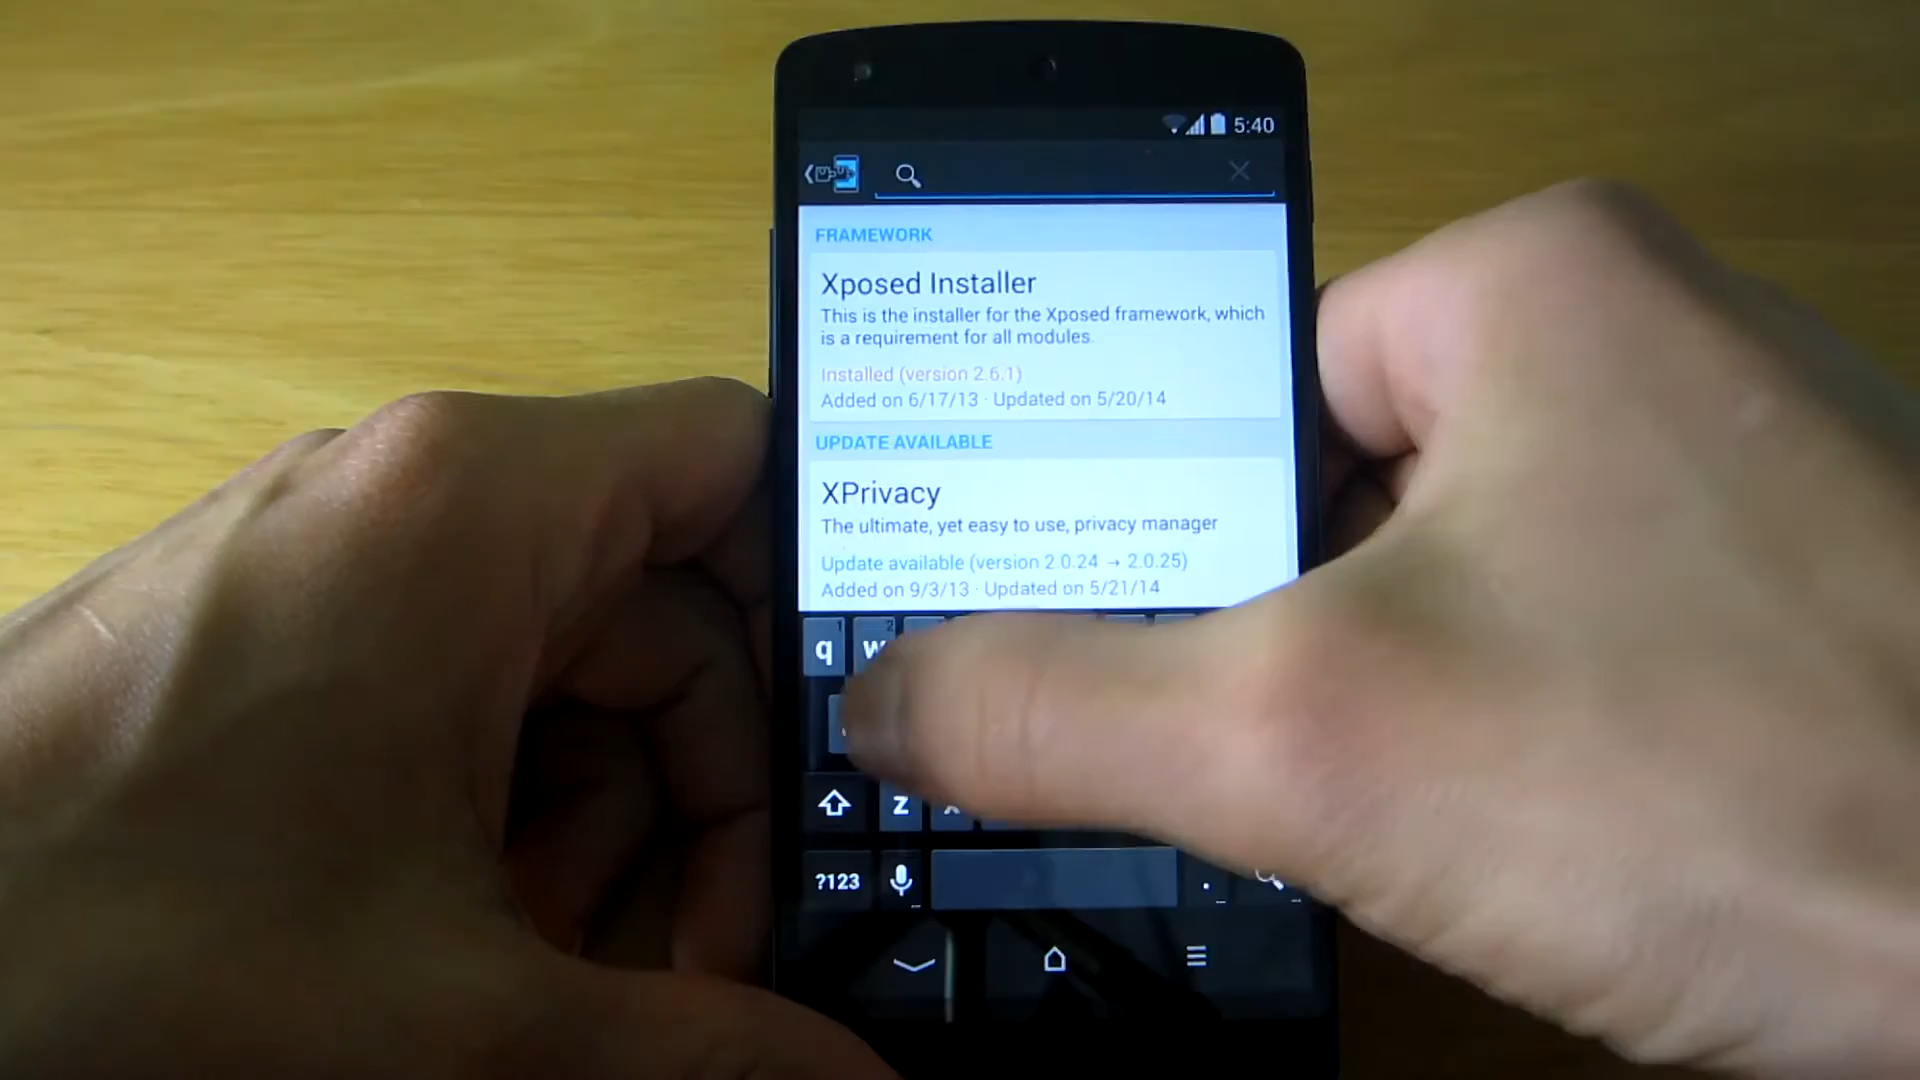 5:40
FRAMEWORK
Xposed Installer
This is the installer for the Xposed framework, which
is a requirement for all modules.
Installed (version 2.6.1)
Added on 6/17/13 · Updated on 5/20/14
UPDATE AVAILABLE
XPrivacy
The ultimate, yet easy to use, privacy manager
Update available (version 2.0.24 → 2.0.25)
Added on 9/3/13 · Updated on 5/21/14
q 1 w 2
z x
?123 .